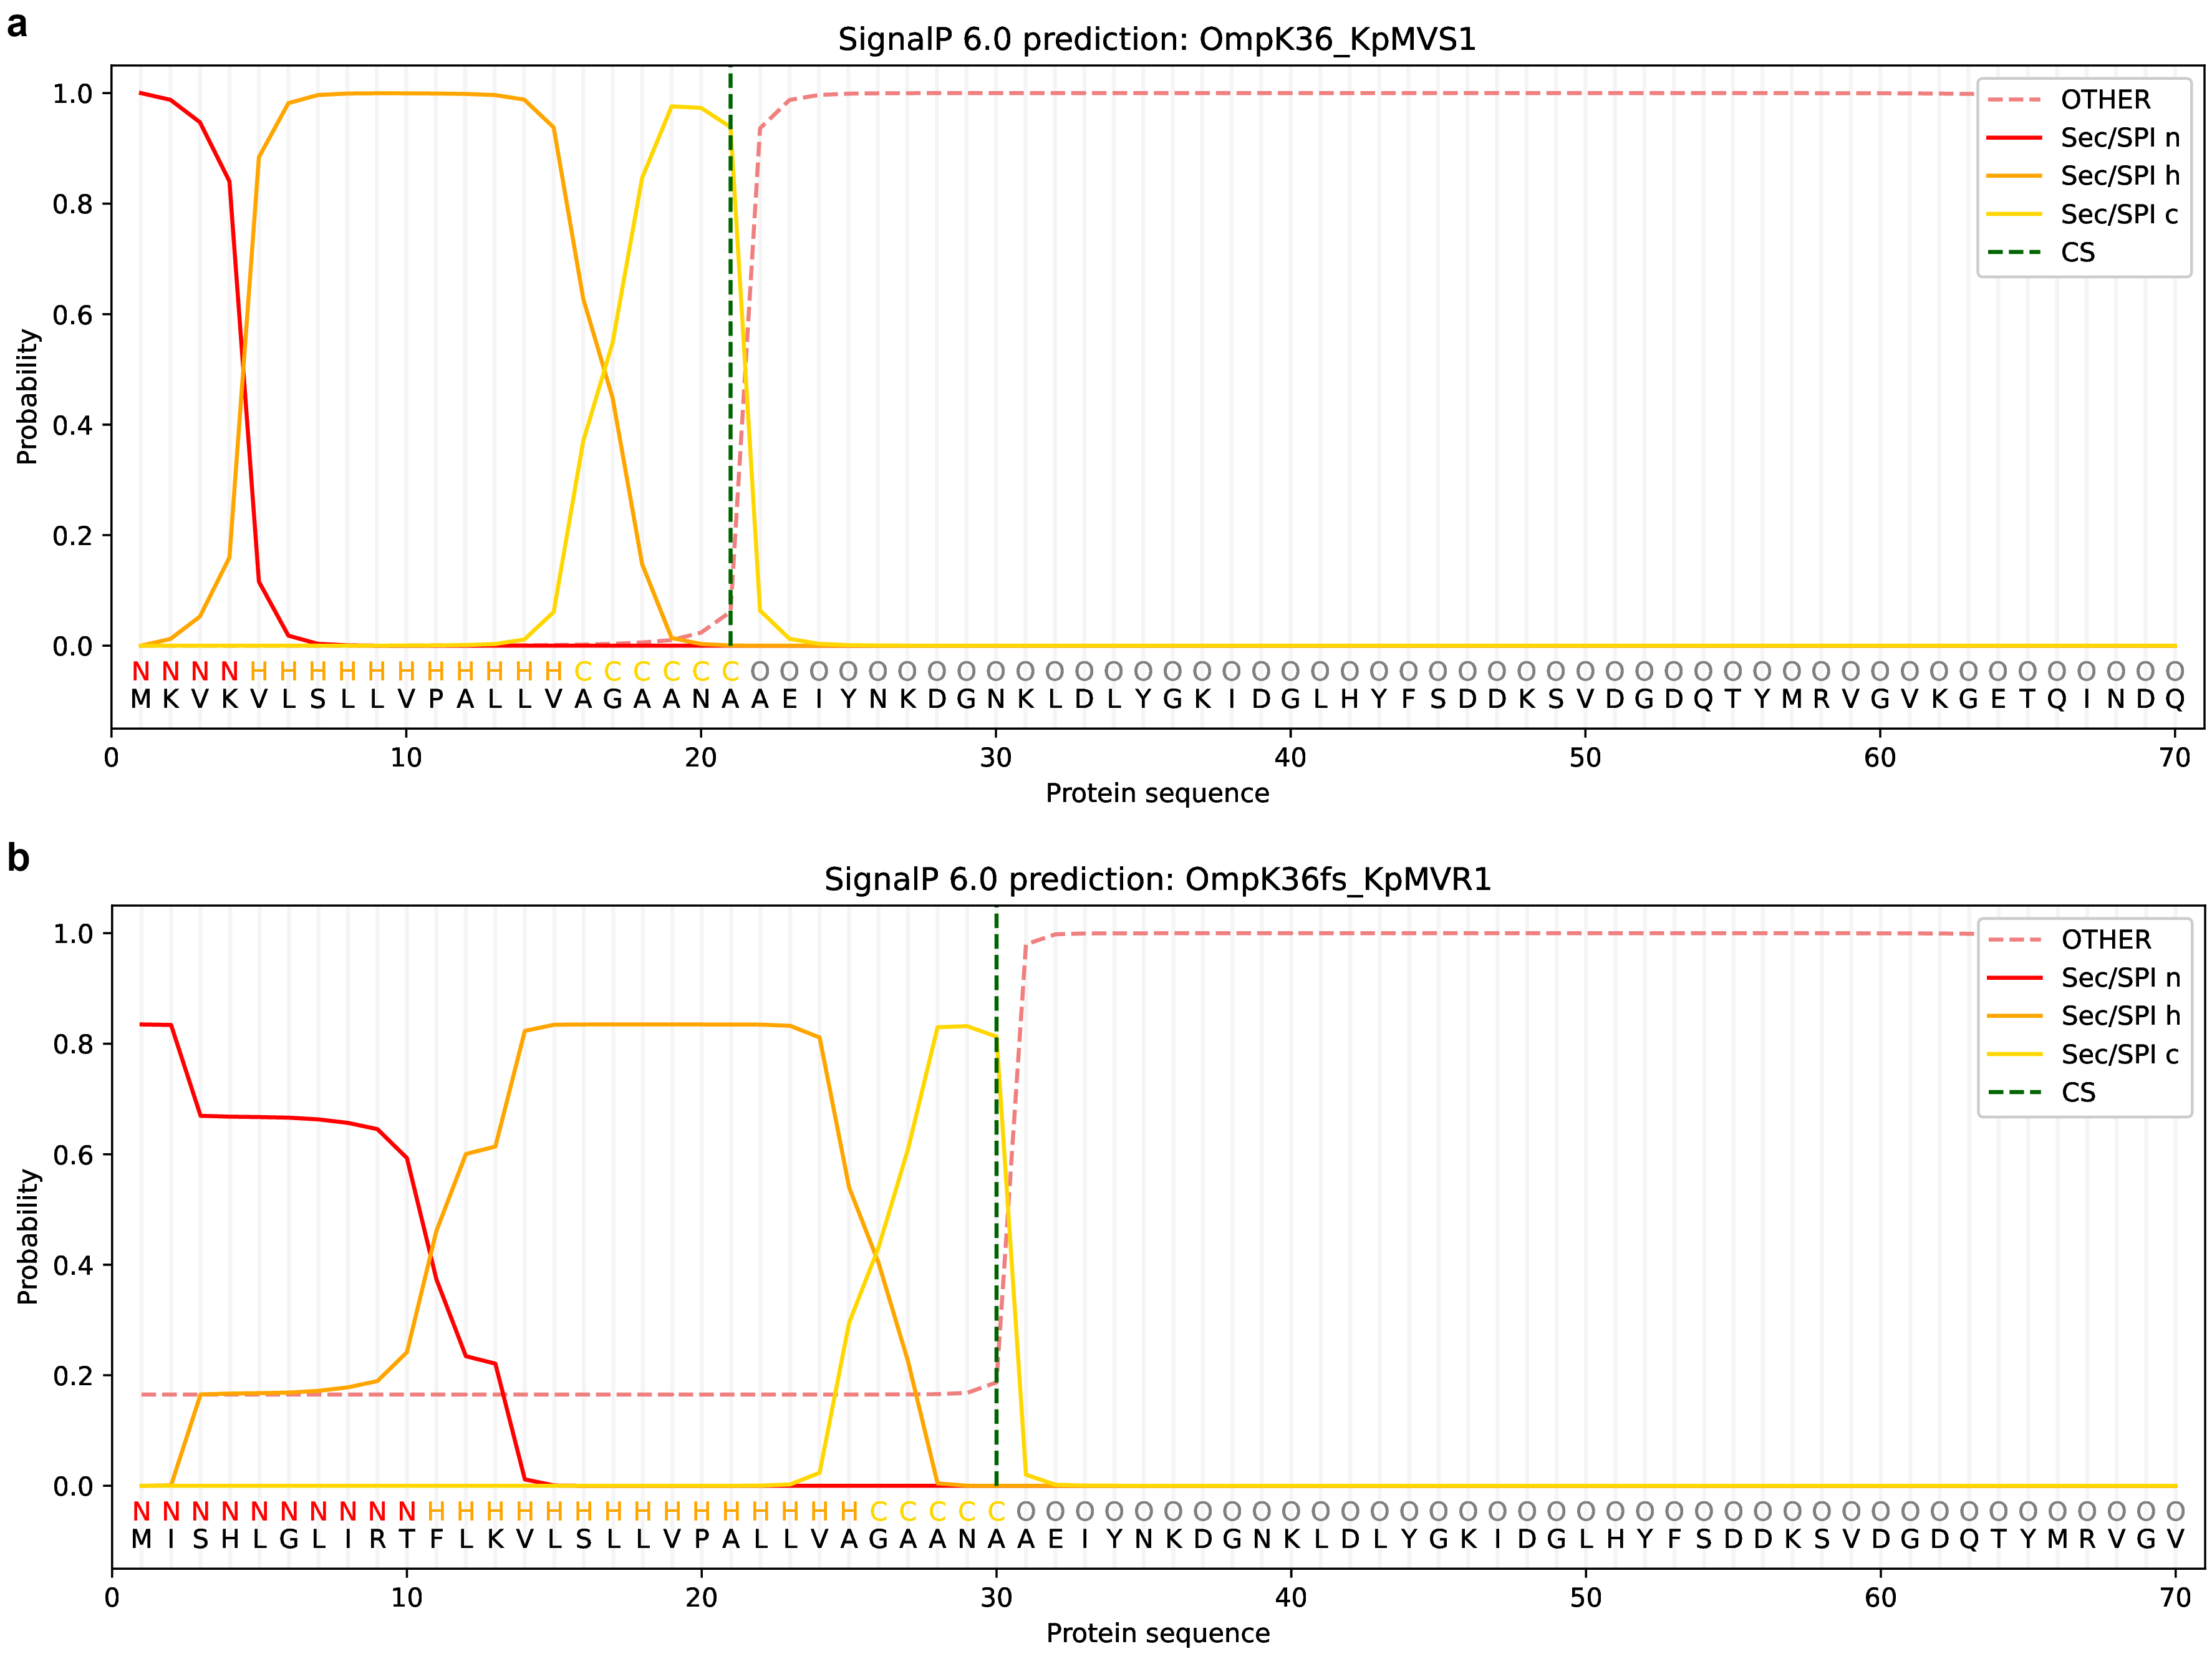 a
SignalP 6.0 prediction: OmpK36_KpMVS1
OTHER
Sec/SPI n
Sec/SPI h
Sec/SPI c
CS
Probability
1.0
0.8
0.6
0.4
0.2
0.0
N N N N H H H H H H H H H H H C C C C C C O O O O O O O O O O O O O O O O O O O O O O O O O O O O O O O O O O O O O O O O O O O O O O O O O
M K V K V L S L L V P A L L V A G A A N A A E I Y N K D G N K L D L Y G K I D G L H Y F S D D K S V D G D Q T Y M R V G V K G E T Q I N D Q
0 10 20 30 40 50 60 70
Protein sequence
b
SignalP 6.0 prediction: OmpK36fs_KpMVR1
OTHER
Sec/SPI n
Sec/SPI h
Sec/SPI c
CS
Probability
1.0
0.8
0.6
0.4
0.2
0.0
N N N N N N N N N N H H H H H H H H H H H H H H H C C C C C O O O O O O O O O O O O O O O O O O O O O O O O O O O O O O O O O O O O O O O O
M I S H L G L I R T F L K V L S L L V P A L L V A G A A N A A E I Y N K D G N K L D L Y G K I D G L H Y F S D D K S V D G D Q T Y M R V G V
0 10 20 30 40 50 60 70
Protein sequence